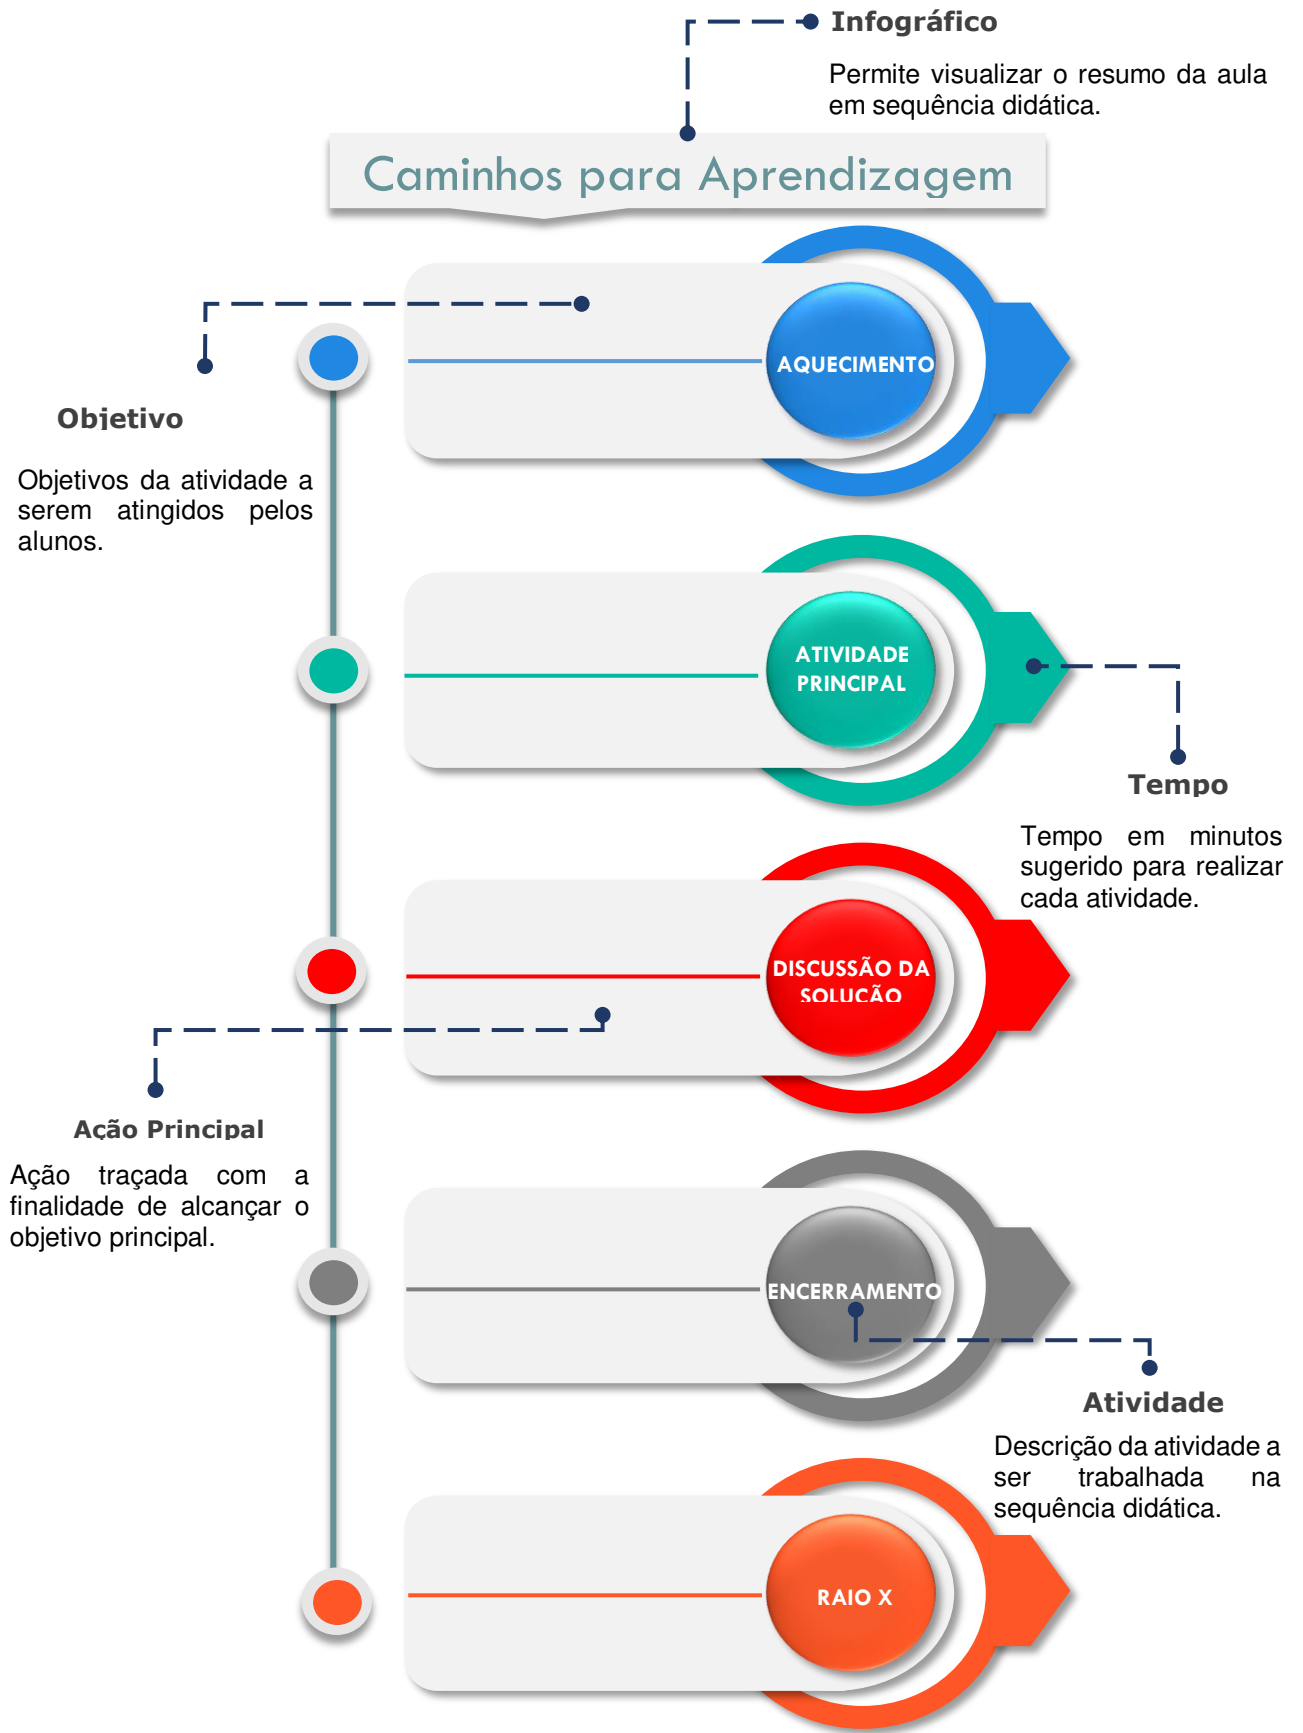 Infográfico
Permite visualizar o resumo da aula
em sequência didática.
Caminhos para Aprendizagem
AQUECIMENTO
Objetivo
Objetivos da atividade a
serem atingidos pelos
alunos.
ATIVIDADE
PRINCIPAL
Tempo
Tempo em minutos
sugerido para realizar
cada atividade.
DISCUSSÃO DA
SOLUÇÃO
Ação Principal
Ação traçada com a
finalidade de alcançar o
objetivo principal.
ENCERRAMENTO
Atividade
Descrição da atividade a
ser trabalhada na
sequência didática.
RAIO X